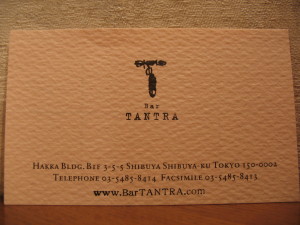 Bar
TANTRA
HAKKA BLDG. B1F 3-5-5 SHIBUYA SHIBUYA-KU TOKYO 150-0002
TELEPHONE 03-5485-8414 FACSIMILE 03-5485-8413
www.BarTANTRA.com